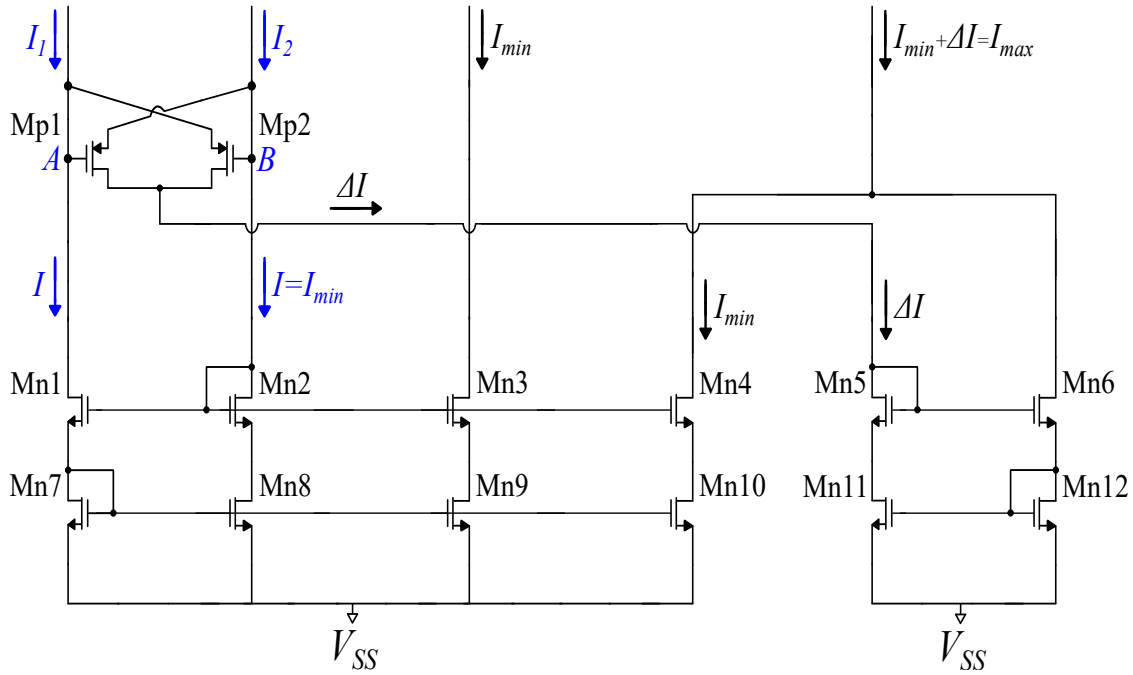 I1 I2 Imin Imin+ΔI=Imax
Mp1 Mp2
A B
ΔI
I I=Imin Imin ΔI
Mn1 Mn2 Mn3 Mn4 Mn5 Mn6
Mn7 Mn8 Mn9 Mn10 Mn11 Mn12
VSS VSS